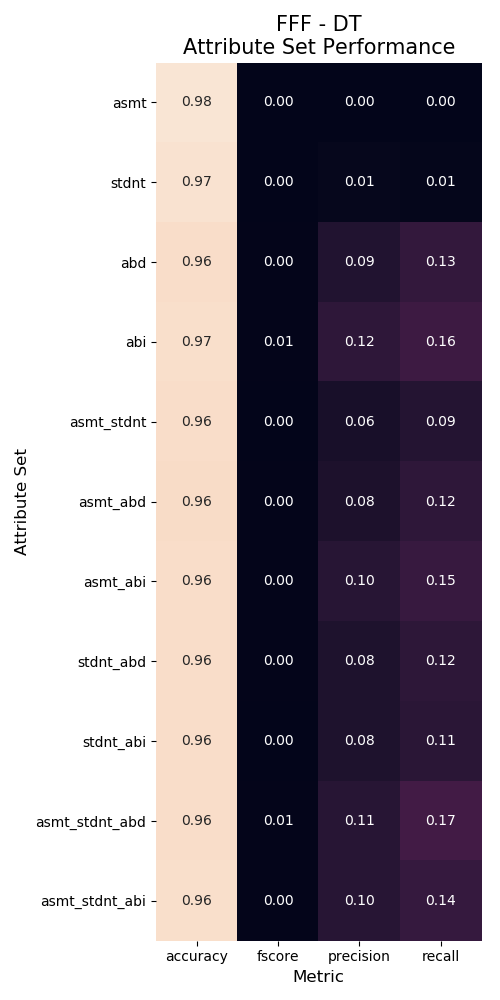 FFF - DT
Attribute Set Performance
asmt 0.98 0.00 0.00 0.00
stdnt 0.97 0.00 0.01 0.01
abd 0.96 0.00 0.09 0.13
abi 0.97 0.01 0.12 0.16
asmt_stdnt 0.96 0.00 0.06 0.09
asmt_abd 0.96 0.00 0.08 0.12
asmt_abi 0.96 0.00 0.10 0.15
stdnt_abd 0.96 0.00 0.08 0.12
stdnt_abi 0.96 0.00 0.08 0.11
asmt_stdnt_abd 0.96 0.01 0.11 0.17
asmt_stdnt_abi 0.96 0.00 0.10 0.14
accuracy fscore precision recall
Metric
Attribute Set